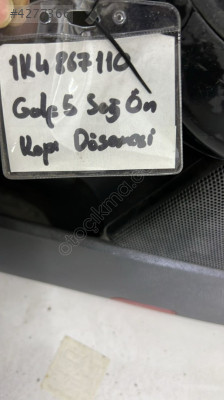 1K4 867 110
Golf 5 Sağ Ön
Kapı Döşemesi